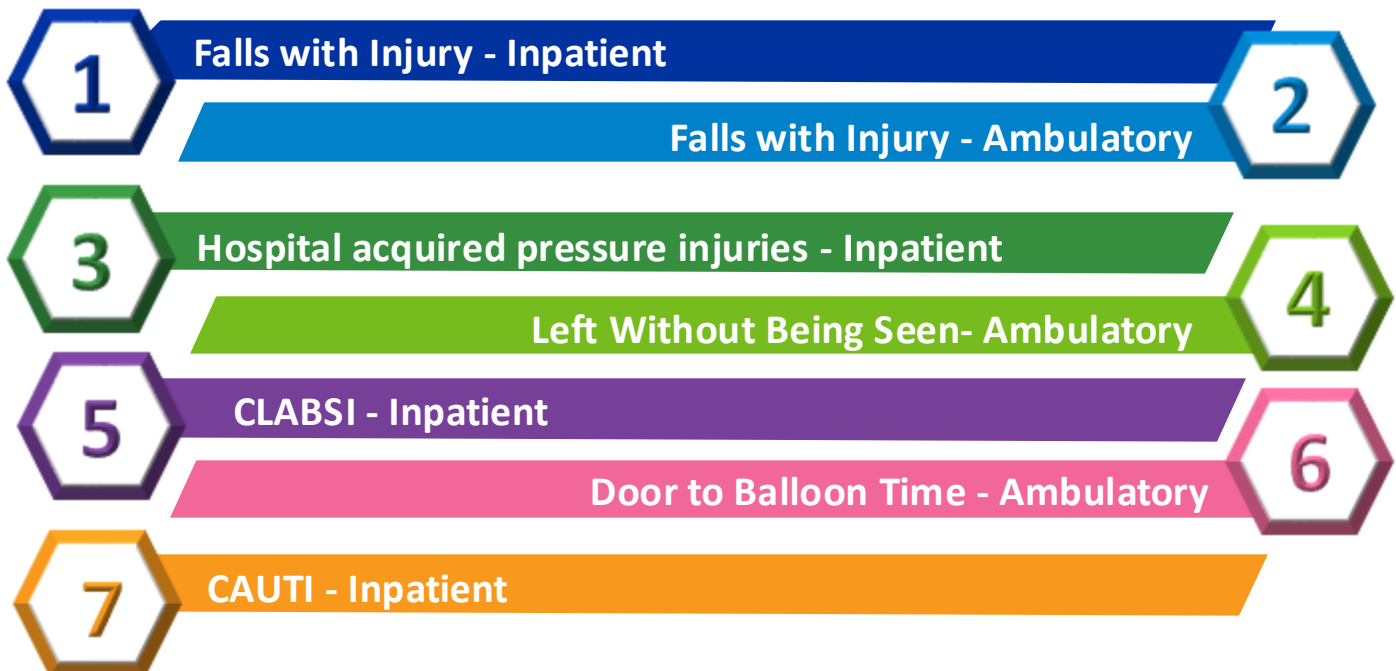 1
Falls with Injury - Inpatient
2
Falls with Injury - Ambulatory
3
Hospital acquired pressure injuries - Inpatient
4
Left Without Being Seen- Ambulatory
5
CLABSI - Inpatient
6
Door to Balloon Time - Ambulatory
7
CAUTI - Inpatient